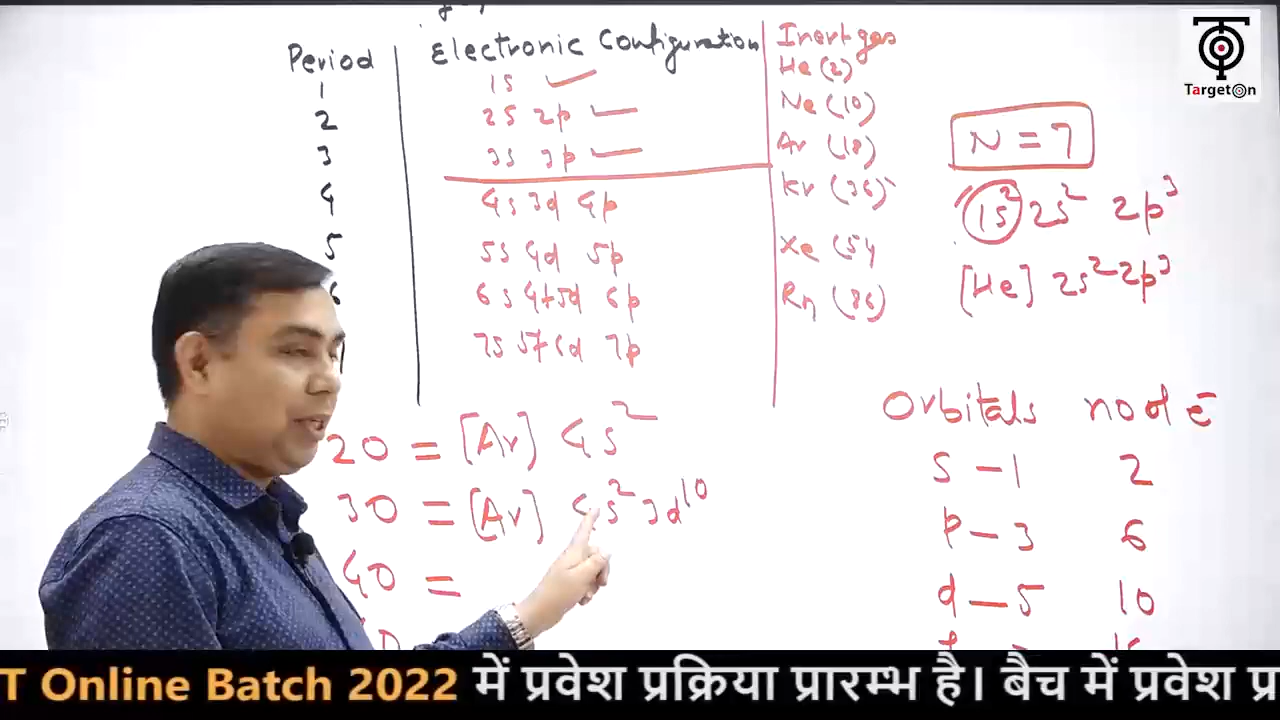 Period Electronic Configuration Inert gas
1 1s He (2)
2 2s 2p Ne (10)
3 3s 3p Ar (18)
4 4s 3d 4p Kr (36)
5 5s 4d 5p Xe (54
6 6s 4f 5d 6p Rn (86)
7s 5f 6d 7p
TargetOn
N = 7
1s² 2s² 2p³
[He] 2s² 2p³
20 = [Ar] 4s²
30 = [Ar] 4s² 3d¹⁰
40 =
Orbitals no of e⁻
s – 1 2
p – 3 6
d – 5 10
T Online Batch 2022 में प्रवेश प्रक्रिया प्रारम्भ है। बैच में प्रवेश प्र